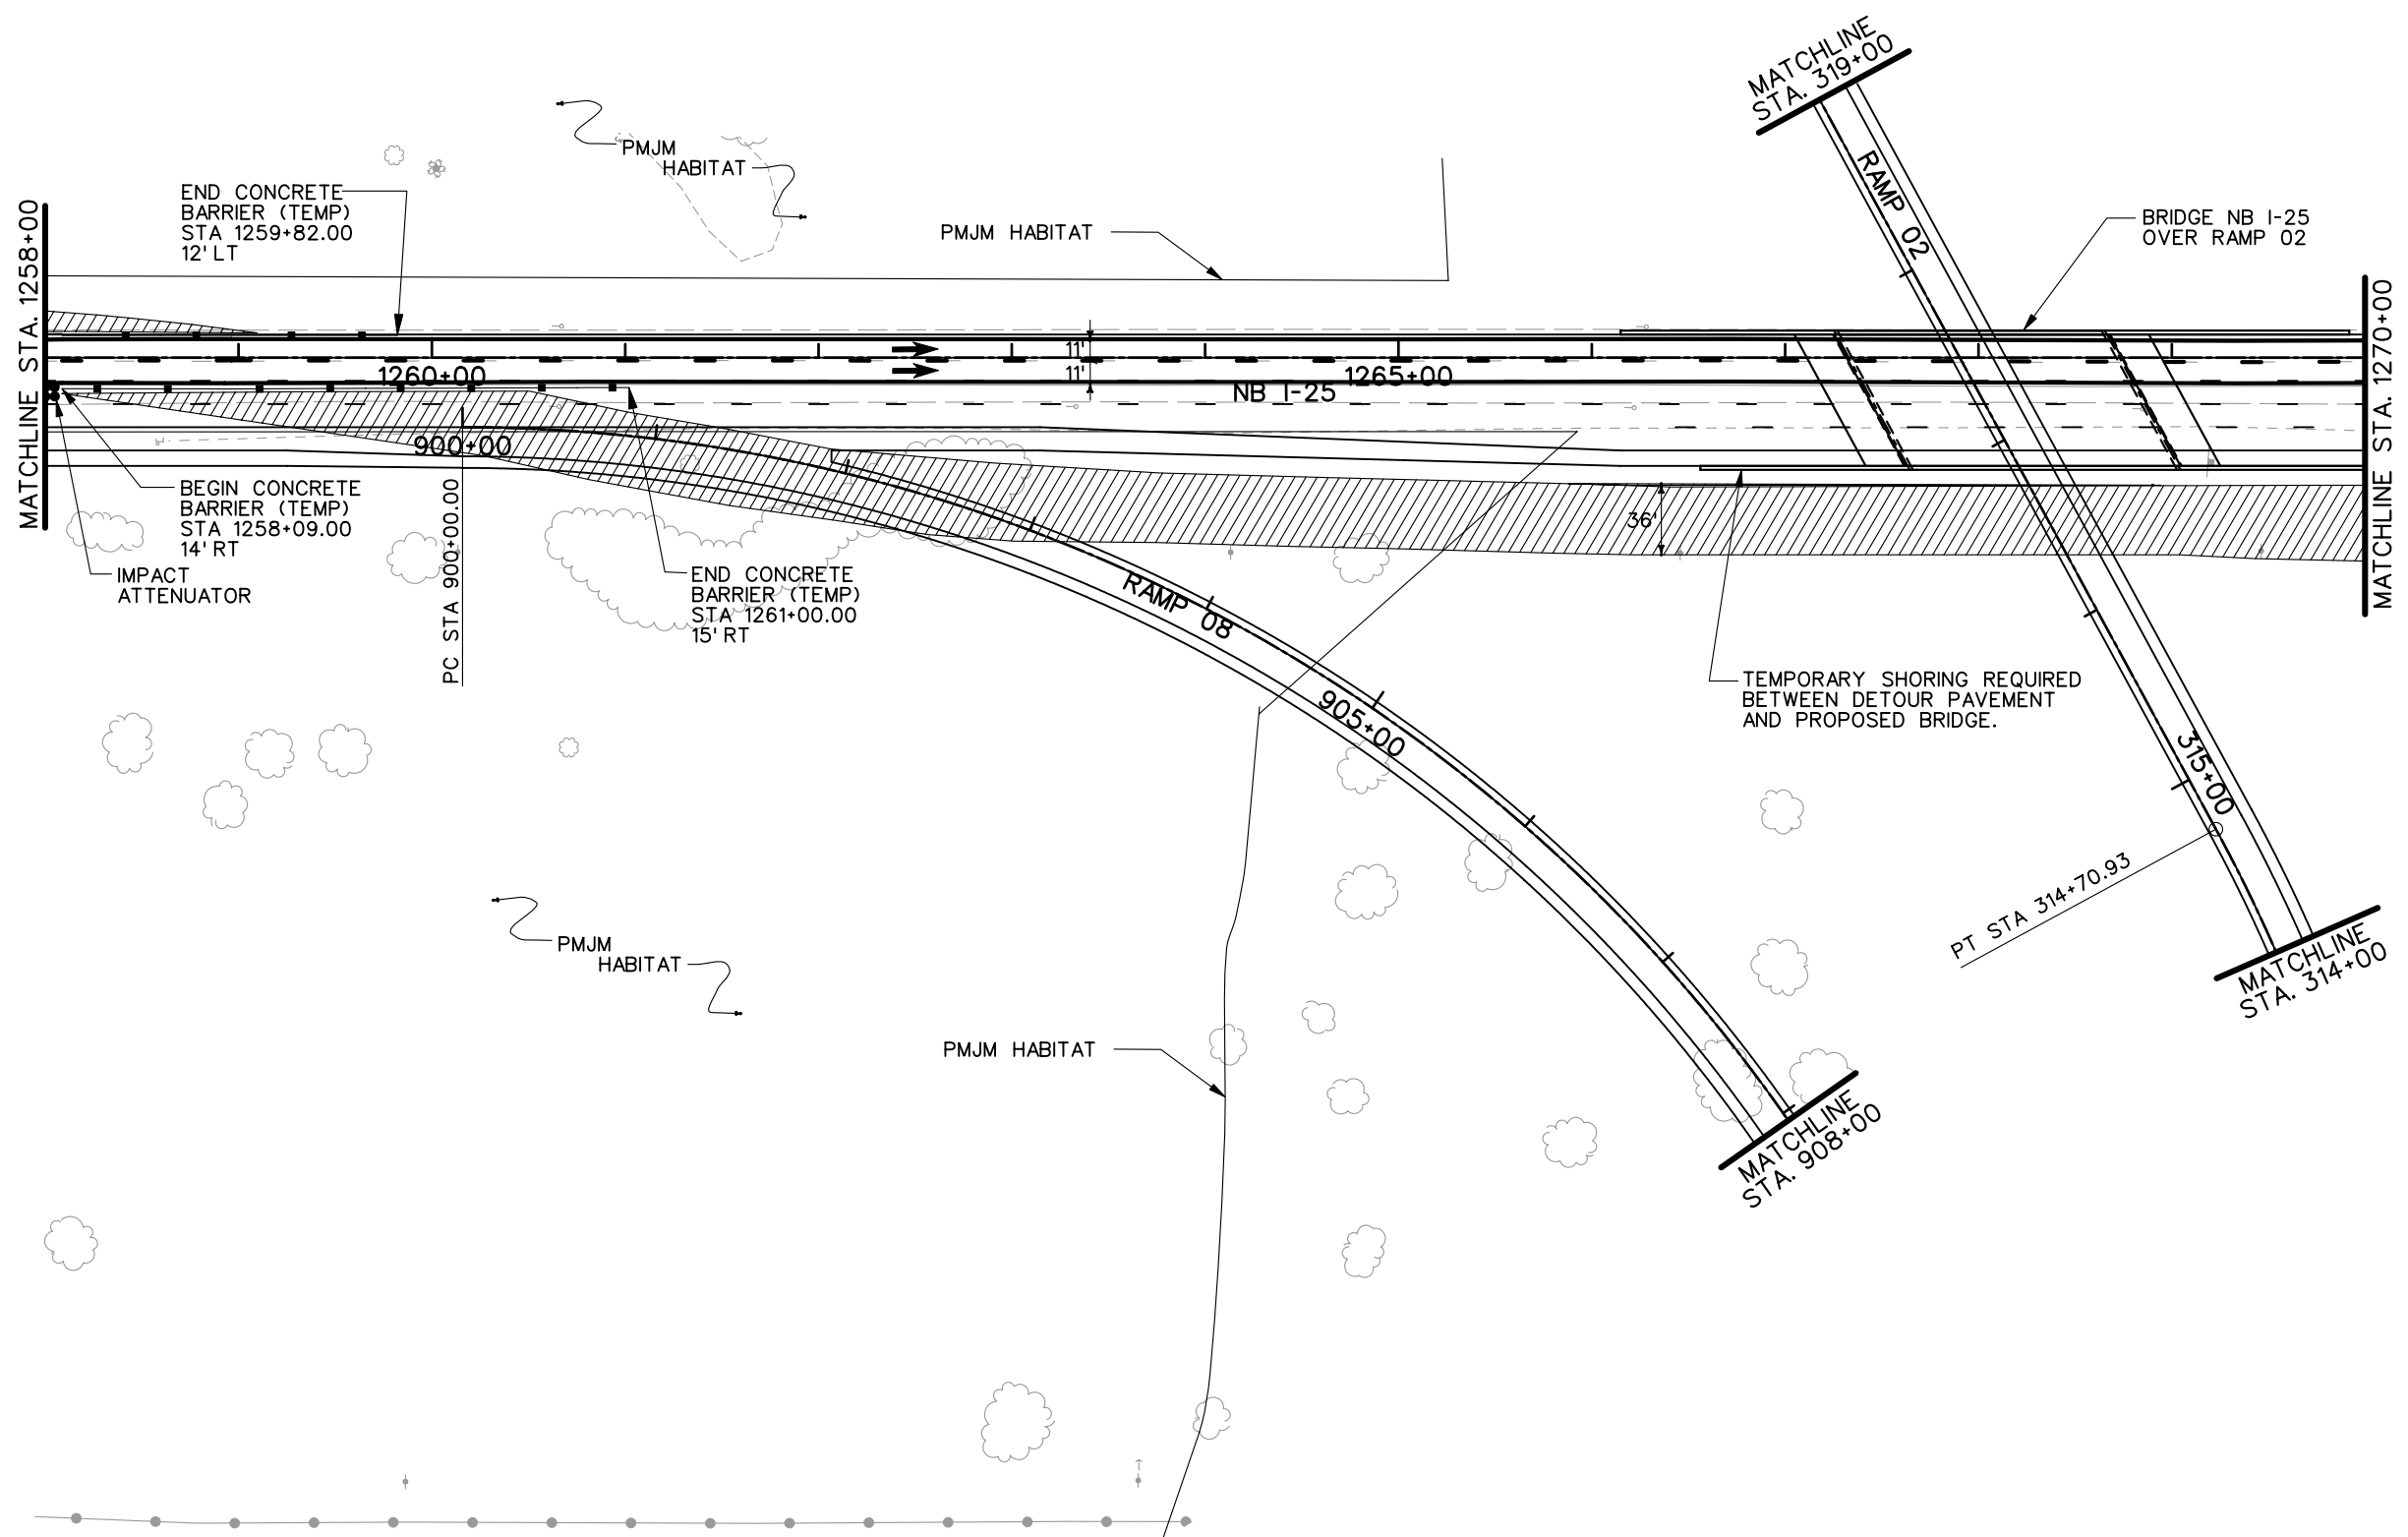 MATCHLINE
STA. 319+00
RAMP 02
PMJM
HABITAT
END CONCRETE
BARRIER (TEMP)
STA 1259+82.00
12' LT
PMJM HABITAT
BRIDGE NB I-25
OVER RAMP 02
MATCHLINE STA. 1258+00
MATCHLINE STA. 1270+00
11'
11'
1260+00
1265+00
NB I-25
900+00
BEGIN CONCRETE
BARRIER (TEMP)
STA 1258+09.00
14' RT
IMPACT
ATTENUATOR
PC STA 900+00.00
END CONCRETE
BARRIER (TEMP)
STA 1261+00.00
15' RT
36'
RAMP 08
905+00
TEMPORARY SHORING REQUIRED
BETWEEN DETOUR PAVEMENT
AND PROPOSED BRIDGE.
315+00
PT STA 314+70.93
MATCHLINE
STA. 314+00
PMJM
HABITAT
PMJM HABITAT
MATCHLINE
STA. 908+00